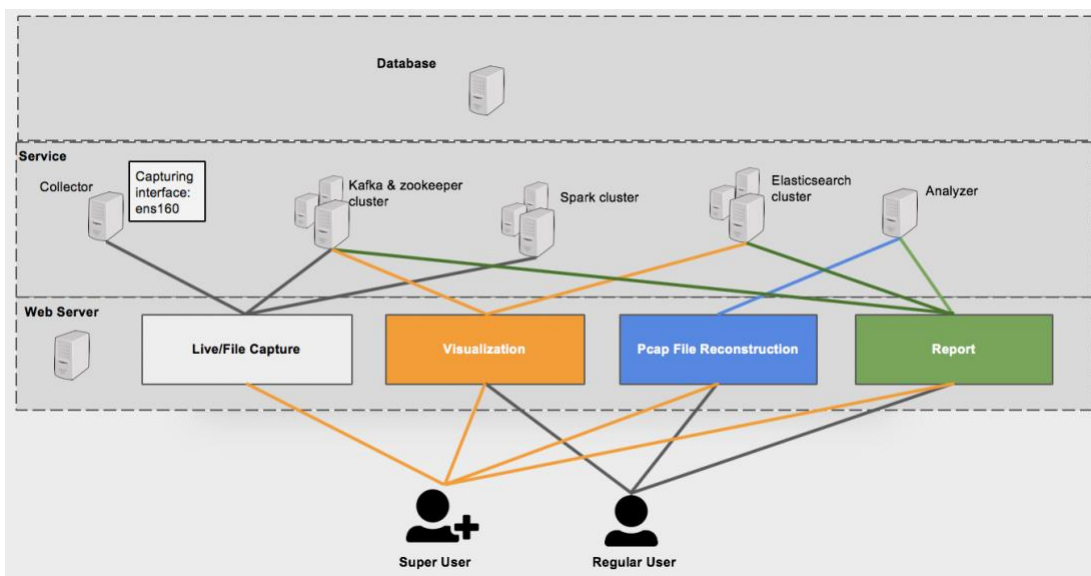 Database
Service
Collector
Capturing
interface:
ens160
Kafka & zookeeper
cluster
Spark cluster
Elasticsearch
cluster
Analyzer
Web Server
Live/File Capture
Visualization
Pcap File Reconstruction
Report
Super User
Regular User